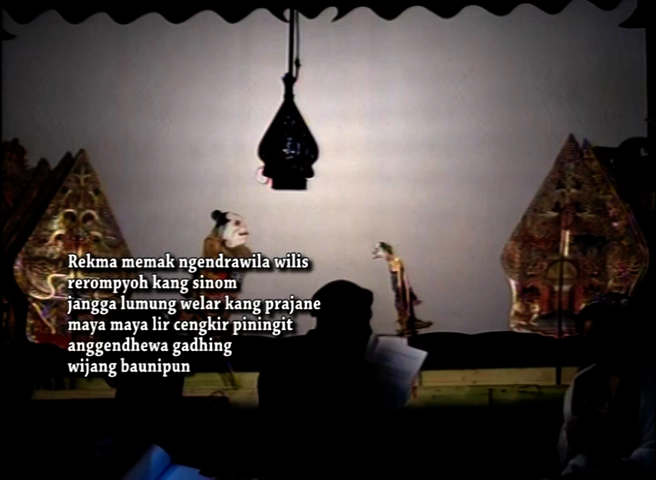 Rekma memak ngendrawila wilis
rerompyoh kang sinom
jangga lumung welar kang prajane
maya maya lir cengkir piningit
anggendhewa gadhing
wijang baunipun